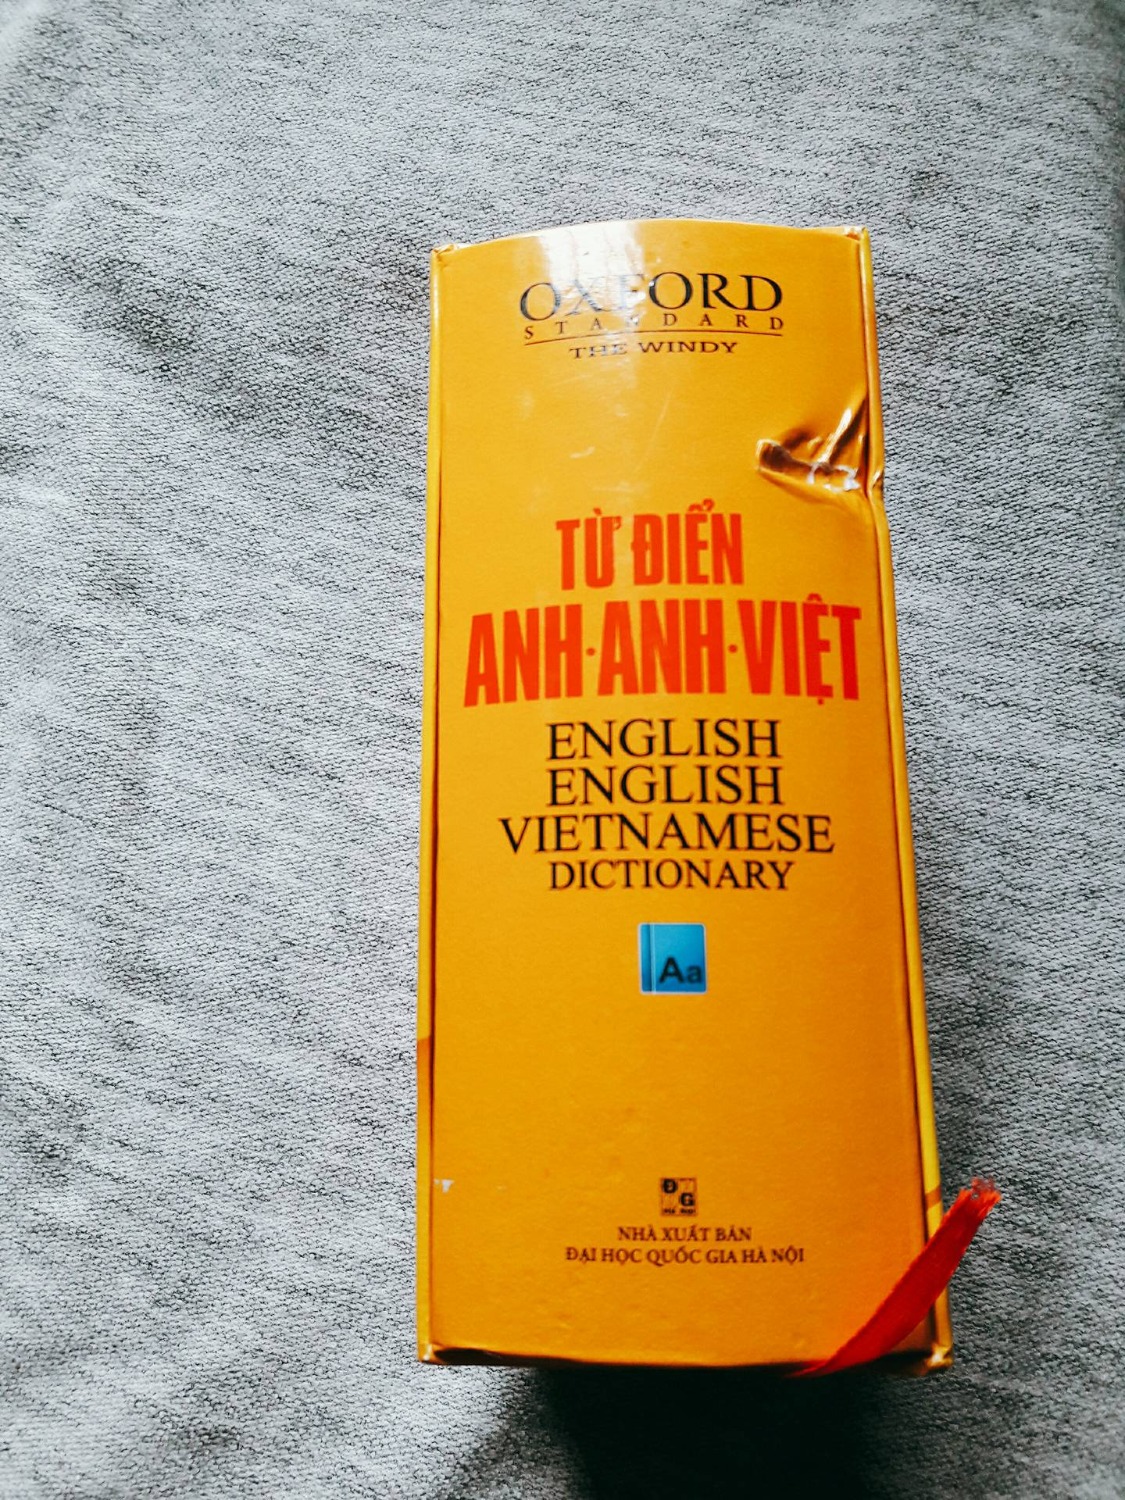 OXFORD
STANDARD
THE WINDY
TỪ ĐIỂN
ANH·ANH·VIỆT
ENGLISH
ENGLISH
VIETNAMESE
DICTIONARY
Aa
NHÀ XUẤT BẢN
ĐẠI HỌC QUỐC GIA HÀ NỘI